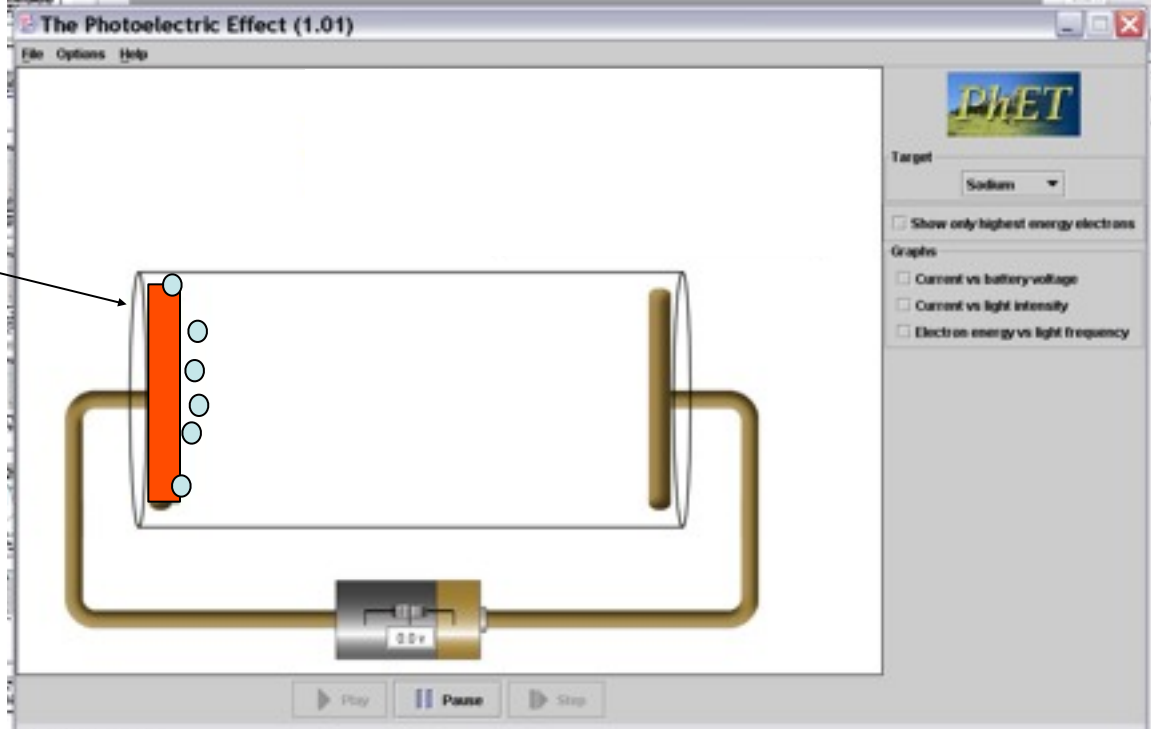 The Photoelectric Effect (1.01)
File Options Help
PhET
Target
Sodium
Show only highest energy electrons
Graphs
Current vs battery voltage
Current vs light intensity
Electron energy vs light frequency
0.0 v
Play
Pause
Step